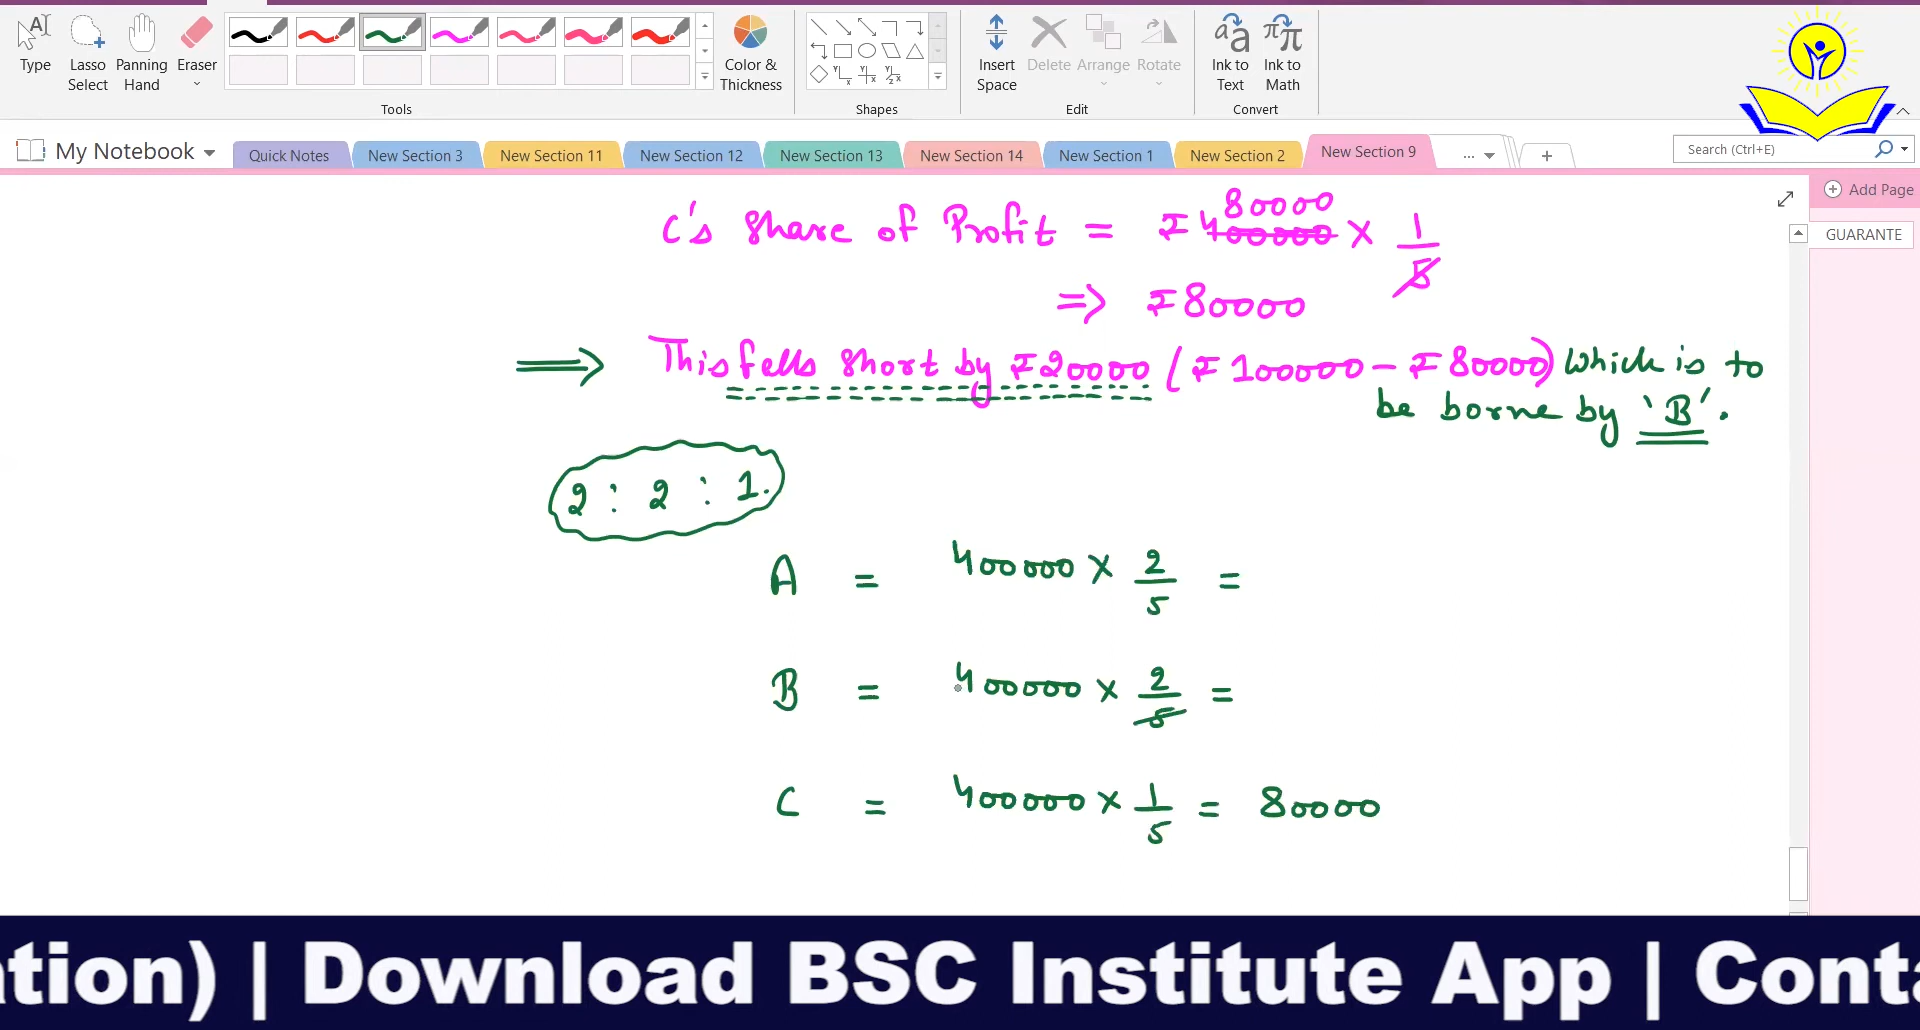 Type
Lasso Select
Panning Hand
Eraser
Color & Thickness
Insert Space
Delete
Arrange
Rotate
Ink to Text
Ink to Math
Tools
Shapes
Edit
Convert
My Notebook
Quick Notes
New Section 3
New Section 11
New Section 12
New Section 13
New Section 14
New Section 1
New Section 2
New Section 9
...
Search (Ctrl+E)
Add Page
GUARANTE
80000
C's Share of Profit = ₹400000 × 1/5
=> ₹80000
=> This fells Short by ₹20000 (₹100000 - ₹80000) which is to
be borne by 'B'.
2 : 2 : 1.
A = 400000 × 2/5 =
B = 400000 × 2/5 =
C = 400000 × 1/5 = 80000
ation) | Download BSC Institute App | Conta